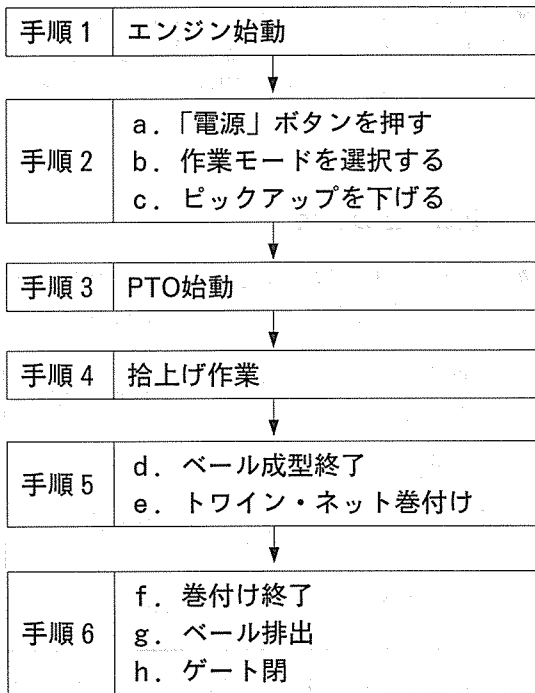 手順1 エンジン始動
a．「電源」ボタンを押す
手順2 b．作業モードを選択する
c．ピックアップを下げる
手順3 PTO始動
手順4 拾上げ作業
d．ベール成型終了
手順5
e．トワイン・ネット巻付け
f．巻付け終了
手順6 g．ベール排出
h．ゲート閉